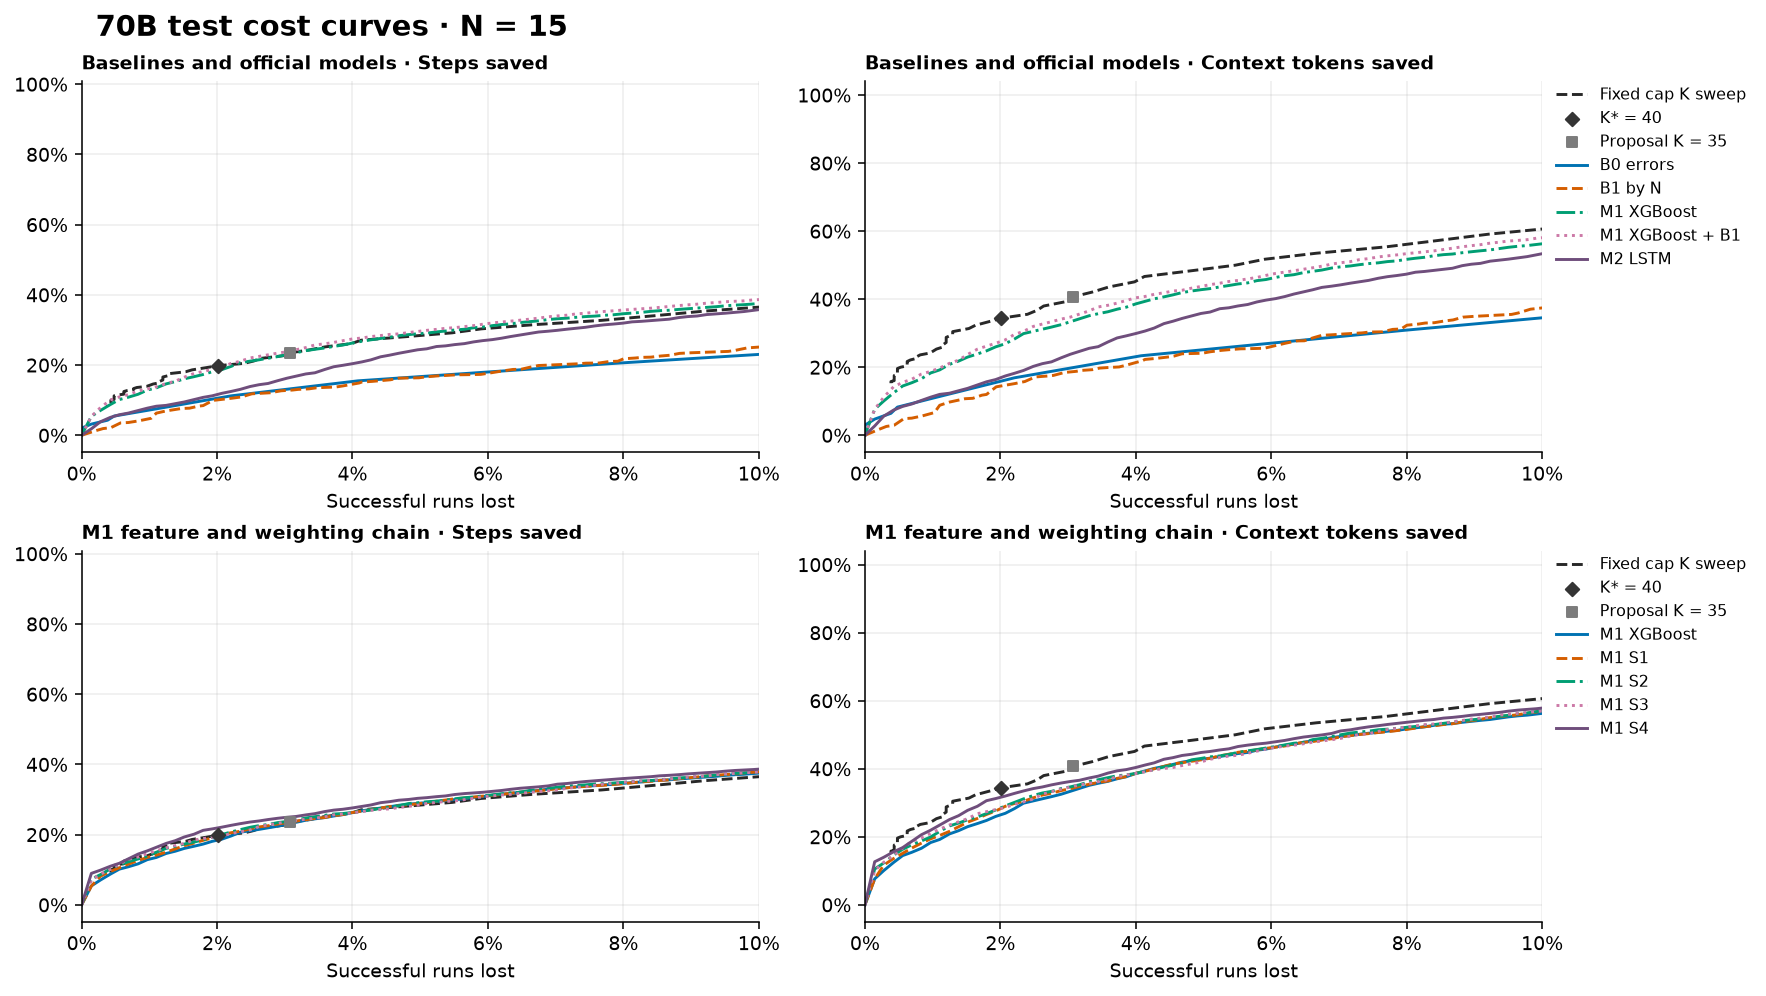 70B test cost curves · N = 15
Baselines and official models · Steps saved
100%
80%
60%
40%
20%
0%
0% 2% 4% 6% 8% 10%
Successful runs lost
Baselines and official models · Context tokens saved
100%
80%
60%
40%
20%
0%
0% 2% 4% 6% 8% 10%
Successful runs lost
Fixed cap K sweep
K* = 40
Proposal K = 35
B0 errors
B1 by N
M1 XGBoost
M1 XGBoost + B1
M2 LSTM
M1 feature and weighting chain · Steps saved
100%
80%
60%
40%
20%
0%
0% 2% 4% 6% 8% 10%
Successful runs lost
M1 feature and weighting chain · Context tokens saved
100%
80%
60%
40%
20%
0%
0% 2% 4% 6% 8% 10%
Successful runs lost
Fixed cap K sweep
K* = 40
Proposal K = 35
M1 XGBoost
M1 S1
M1 S2
M1 S3
M1 S4